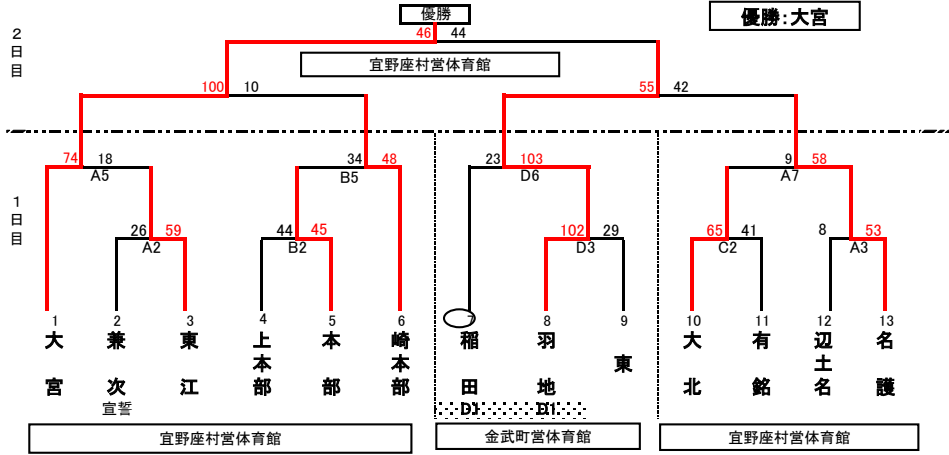 優勝
優勝：大宮
46 44
2日目
宜野座村営体育館
100 10
55 42
74 18
A5
34 48
B5
23 103
D6
9 58
A7
1日目
26 59
A2
44 45
B2
102 29
D3
65 41
C2
8 53
A3
1 2 3 4 5 6 7 8 9 10 11 12 13
大宮
兼次
東江
上本部
本部
崎本部
稲田
羽地
東
大北
有銘
辺土名
名護
宣誓
D1 D1
宜野座村営体育館
金武町営体育館
宜野座村営体育館